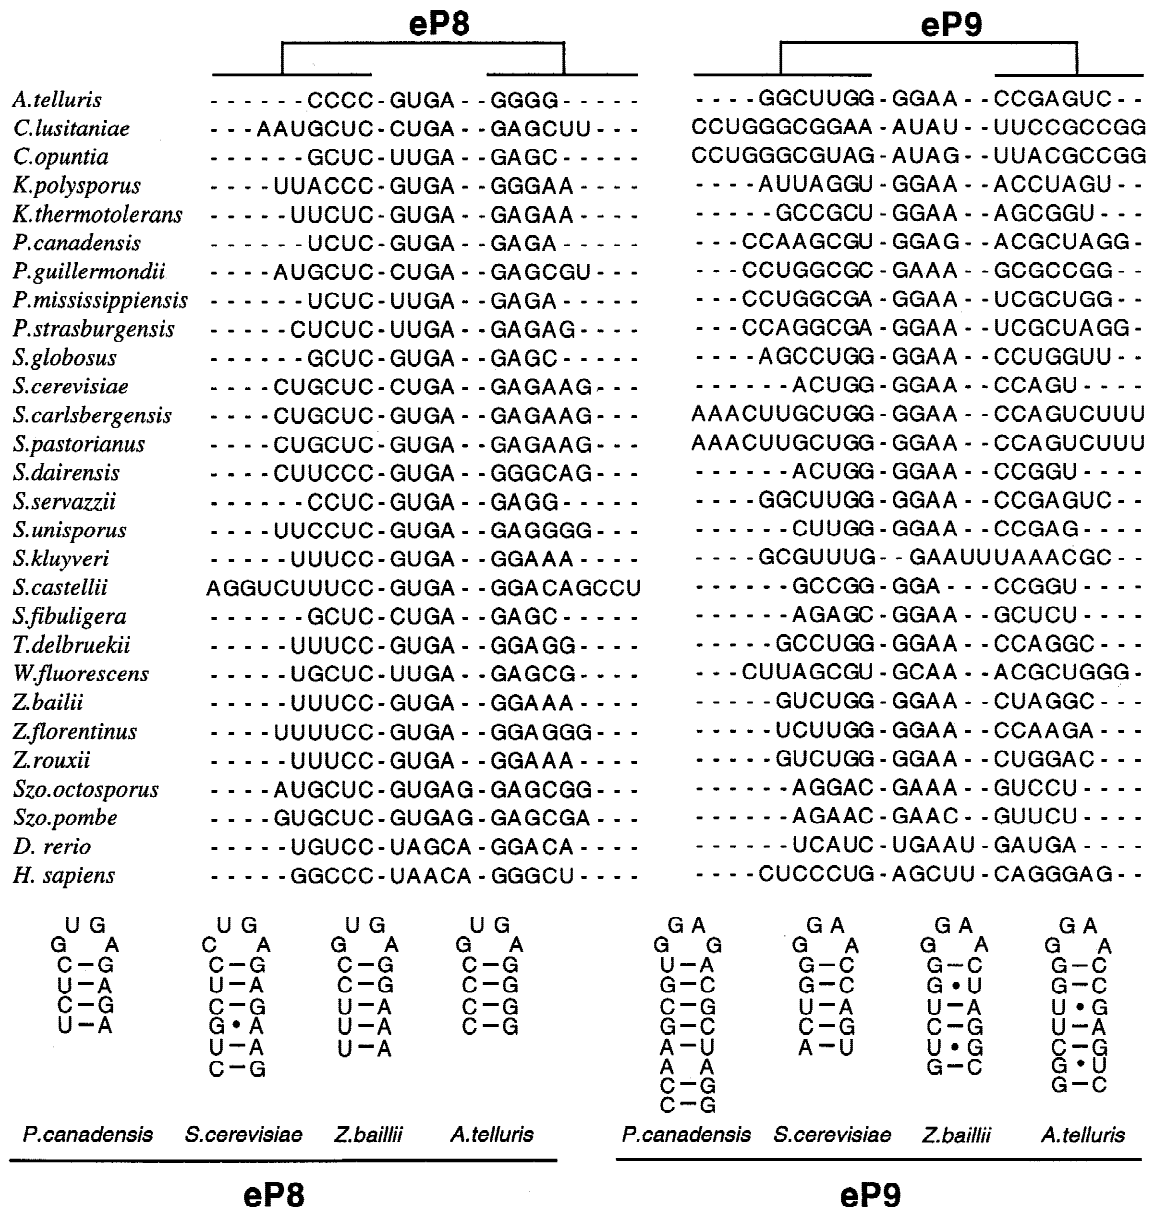 eP8 eP9
A.telluris - - - - - - CCCC - GUGA - - GGGG - - - - - - - - - GGCUUGG - GGAA - - CCGAGUC - -
C.lusitaniae - - - AAUGCUC - CUGA - - GAGCUU - - - CCUGGGCGGAA - AUAU - - UUCCGCCGG
C.opuntia - - - - - - GCUC - UUGA - - GAGC - - - - - CCUGGGCGUAG - AUAG - - UUACGCCGG
K.polysporus - - - - UUACCC - GUGA - - GGGAA - - - - - - - - AUUAGGU - GGAA - - ACCUAGU - -
K.thermotolerans - - - - - UUCUC - GUGA - - GAGAA - - - - - - - - - GCCGCU - GGAA - - AGCGGU - - -
P.canadensis - - - - - - UCUC - GUGA - - GAGA - - - - - - - - CCAAGCGU - GGAG - - ACGCUAGG -
P.guillermondii - - - - AUGCUC - CUGA - - GAGCGU - - - - - - CCUGGCGC - GAAA - - GCGCCGG - -
P.mississippiensis - - - - - - UCUC - UUGA - - GAGA - - - - - - - - CCUGGCGA - GGAA - - UCGCUGG - -
P.strasburgensis - - - - - CUCUC - UUGA - - GAGAG - - - - - - - CCAGGCGA - GGAA - - UCGCUAGG -
S.globosus - - - - - - GCUC - GUGA - - GAGC - - - - - - - - - AGCCUGG - GGAA - - CCUGGUU - -
S.cerevisiae - - - - CUGCUC - CUGA - - GAGAAG - - - - - - - - - ACUGG - GGAA - - CCAGU - - - -
S.carlsbergensis - - - - CUGCUC - CUGA - - GAGAAG - - - AAACUUGCUGG - GGAA - - CCAGUCUUU
S.pastorianus - - - - CUGCUC - CUGA - - GAGAAG - - - AAACUUGCUGG - GGAA - - CCAGUCUUU
S.dairensis - - - - CUUCCC - GUGA - - GGGCAG - - - - - - - - - ACUGG - GGAA - - CCGGU - - - -
S.servazzii - - - - - - CCUC - GUGA - - GAGG - - - - - - - - - GGCUUGG - GGAA - - CCGAGUC - -
S.unisporus - - - - UUCCUC - GUGA - - GAGGGG - - - - - - - - - CUUGG - GGAA - - CCGAG - - - -
S.kluyveri - - - - - UUUCC - GUGA - - GGAAA - - - - - - - - GCGUUUG - - GAAUUUAAACGC - -
S.castellii AGGUCUUUCC - GUGA - - GGACAGCCU - - - - - - GCCGG - GGA - - - CCGGU - - - -
S.fibuligera - - - - - - GCUC - CUGA - - GAGC - - - - - - - - - - - AGAGC - GGAA - - GCUCU - - - -
T.delbruekii - - - - - UUUCC - GUGA - - GGAGG - - - - - - - - - GCCUGG - GGAA - - CCAGGC - - -
W.fluorescens - - - - - UGCUC - UUGA - - GAGCG - - - - - - - CUUAGCGU - GCAA - - ACGCUGGG -
Z.bailii - - - - - UUUCC - GUGA - - GGAAA - - - - - - - - - GUCUGG - GGAA - - CUAGGC - - -
Z.florentinus - - - - UUUUCC - GUGA - - GGAGGG - - - - - - - - UCUUGG - GGAA - - CCAAGA - - -
Z.rouxii - - - - - UUUCC - GUGA - - GGAAA - - - - - - - - - GUCUGG - GGAA - - CUGGAC - - -
Szo.octosporus - - - - AUGCUC - GUGAG - GAGCGG - - - - - - - - - AGGAC - GAAA - - GUCCU - - - -
Szo.pombe - - - - GUGCUC - GUGAG - GAGCGA - - - - - - - - - AGAAC - GAAC - - GUUCU - - - -
D. rerio - - - - - UGUCC - UAGCA - GGACA - - - - - - - - - - UCAUC - UGAAU - GAUGA - - - -
H. sapiens - - - - - GGCCC - UAACA - GGGCU - - - - - - - - CUCCCUG - AGCUU - CAGGGAG - -
U G U G U G U G G A G A G A G A
G A C A G A G A G G G A G A G A
C–G C–G C–G C–G U–A G–C G–C G–C
U–A U–A C–G C–G G–C G–C G•U G–C
C–G C–G U–A C–G C–G U–A U–A U•G
U–A G•A U–A C–G G–C C–G C–G U–A
U–A U–A A–U A–U U•G C–G
C–G A A G–C G•U
C–G G–C
C–G
P.canadensis S.cerevisiae Z.baillii A.telluris P.canadensis S.cerevisiae Z.baillii A.telluris
eP8 eP9